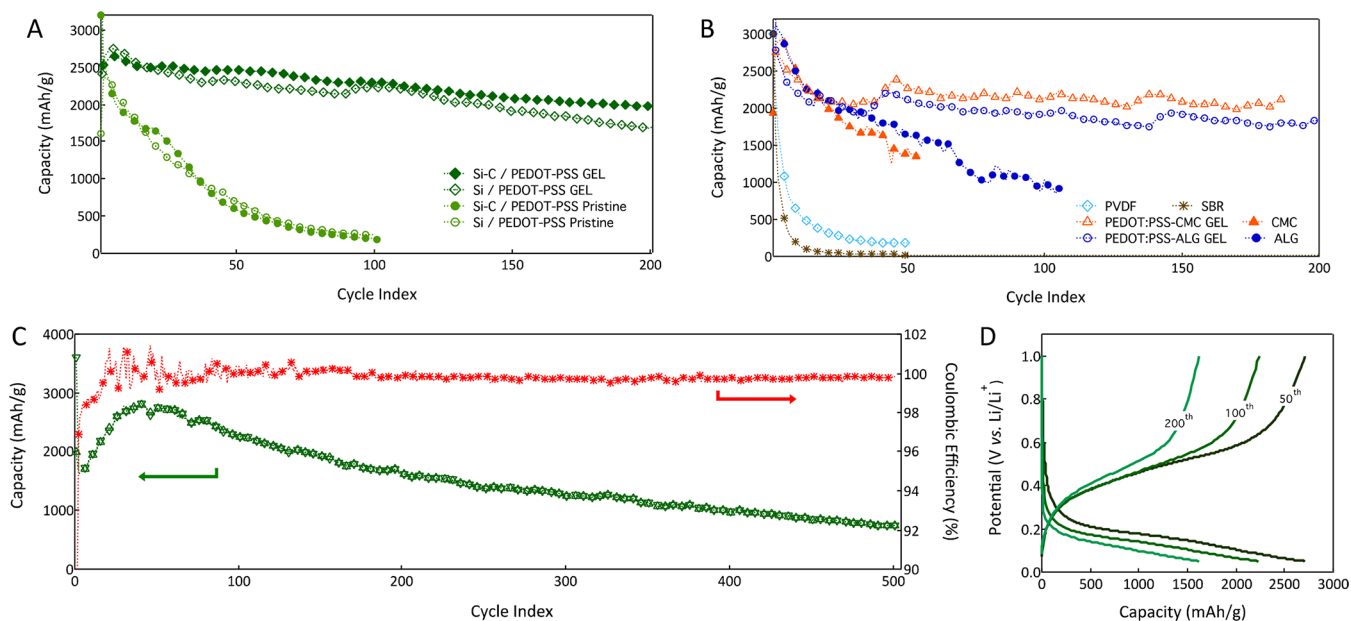 A
3000
2500
2000
1500
1000
500
0
Capacity (mAh/g)
Si-C / PEDOT-PSS GEL
Si / PEDOT-PSS GEL
Si-C / PEDOT-PSS Pristine
Si / PEDOT-PSS Pristine
50 100 150 200
Cycle Index
B
3000
2500
2000
1500
1000
500
0
Capacity (mAh/g)
PVDF SBR
PEDOT:PSS-CMC GEL CMC
PEDOT:PSS-ALG GEL ALG
50 100 150 200
Cycle Index
C
4000
3000
2000
1000
0
Capacity (mAh/g)
102
100
98
96
94
92
90
Coulombic Efficiency (%)
0 100 200 300 400 500
Cycle Index
D
1.0
0.8
0.6
0.4
0.2
0.0
Potential (V vs. Li/Li+)
200th 100th 50th
0 500 1000 1500 2000 2500 3000
Capacity (mAh/g)